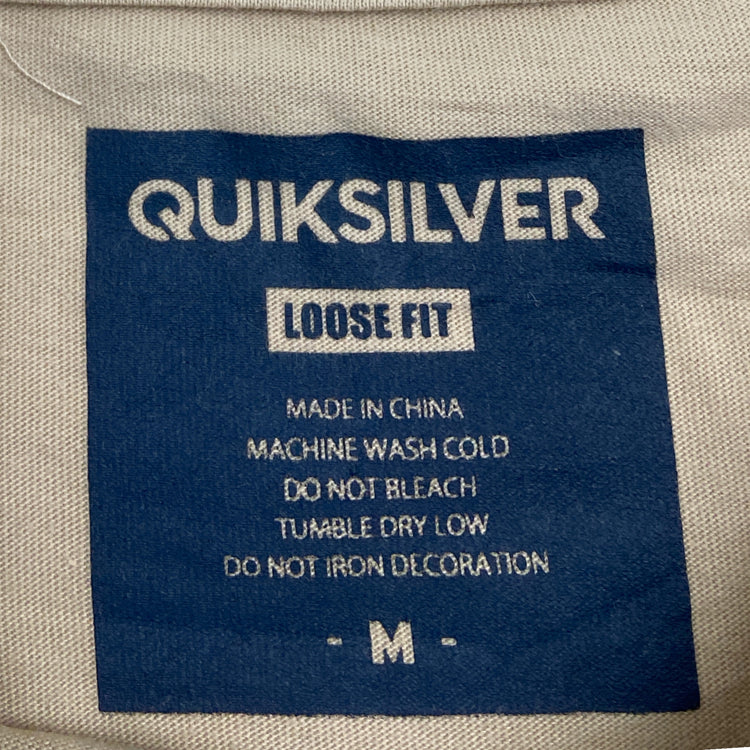 QUIKSILVER
LOOSE FIT
MADE IN CHINA
MACHINE WASH COLD
DO NOT BLEACH
TUMBLE DRY LOW
DO NOT IRON DECORATION
- M -